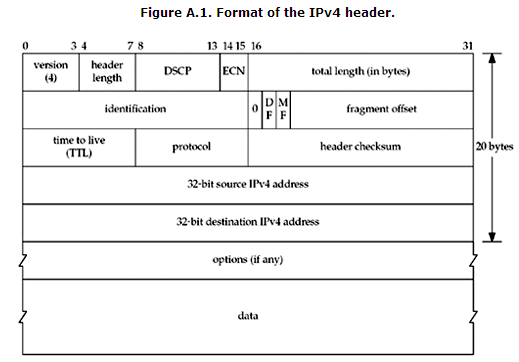 Figure A.1. Format of the IPv4 header.
0 3 4 7 8 13 14 15 16 31
version (4)
header length
DSCP
ECN
total length (in bytes)
identification
0
DF
MF
fragment offset
time to live (TTL)
protocol
header checksum
20 bytes
32-bit source IPv4 address
32-bit destination IPv4 address
options (if any)
data